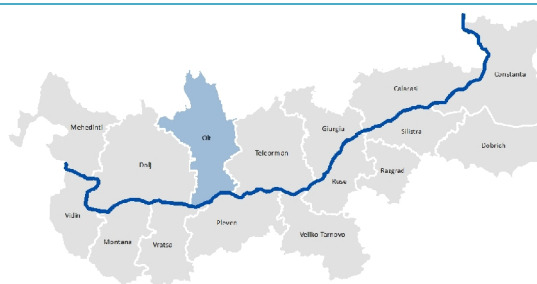 Constanta
Calarasi
Mehedinti
Giurgiu
Silistra
Olt
Dobrich
Teleorman
Dolj
Razgrad
Ruse
Vidin
Pleven
Veliko Tarnovo
Montana
Vratsa